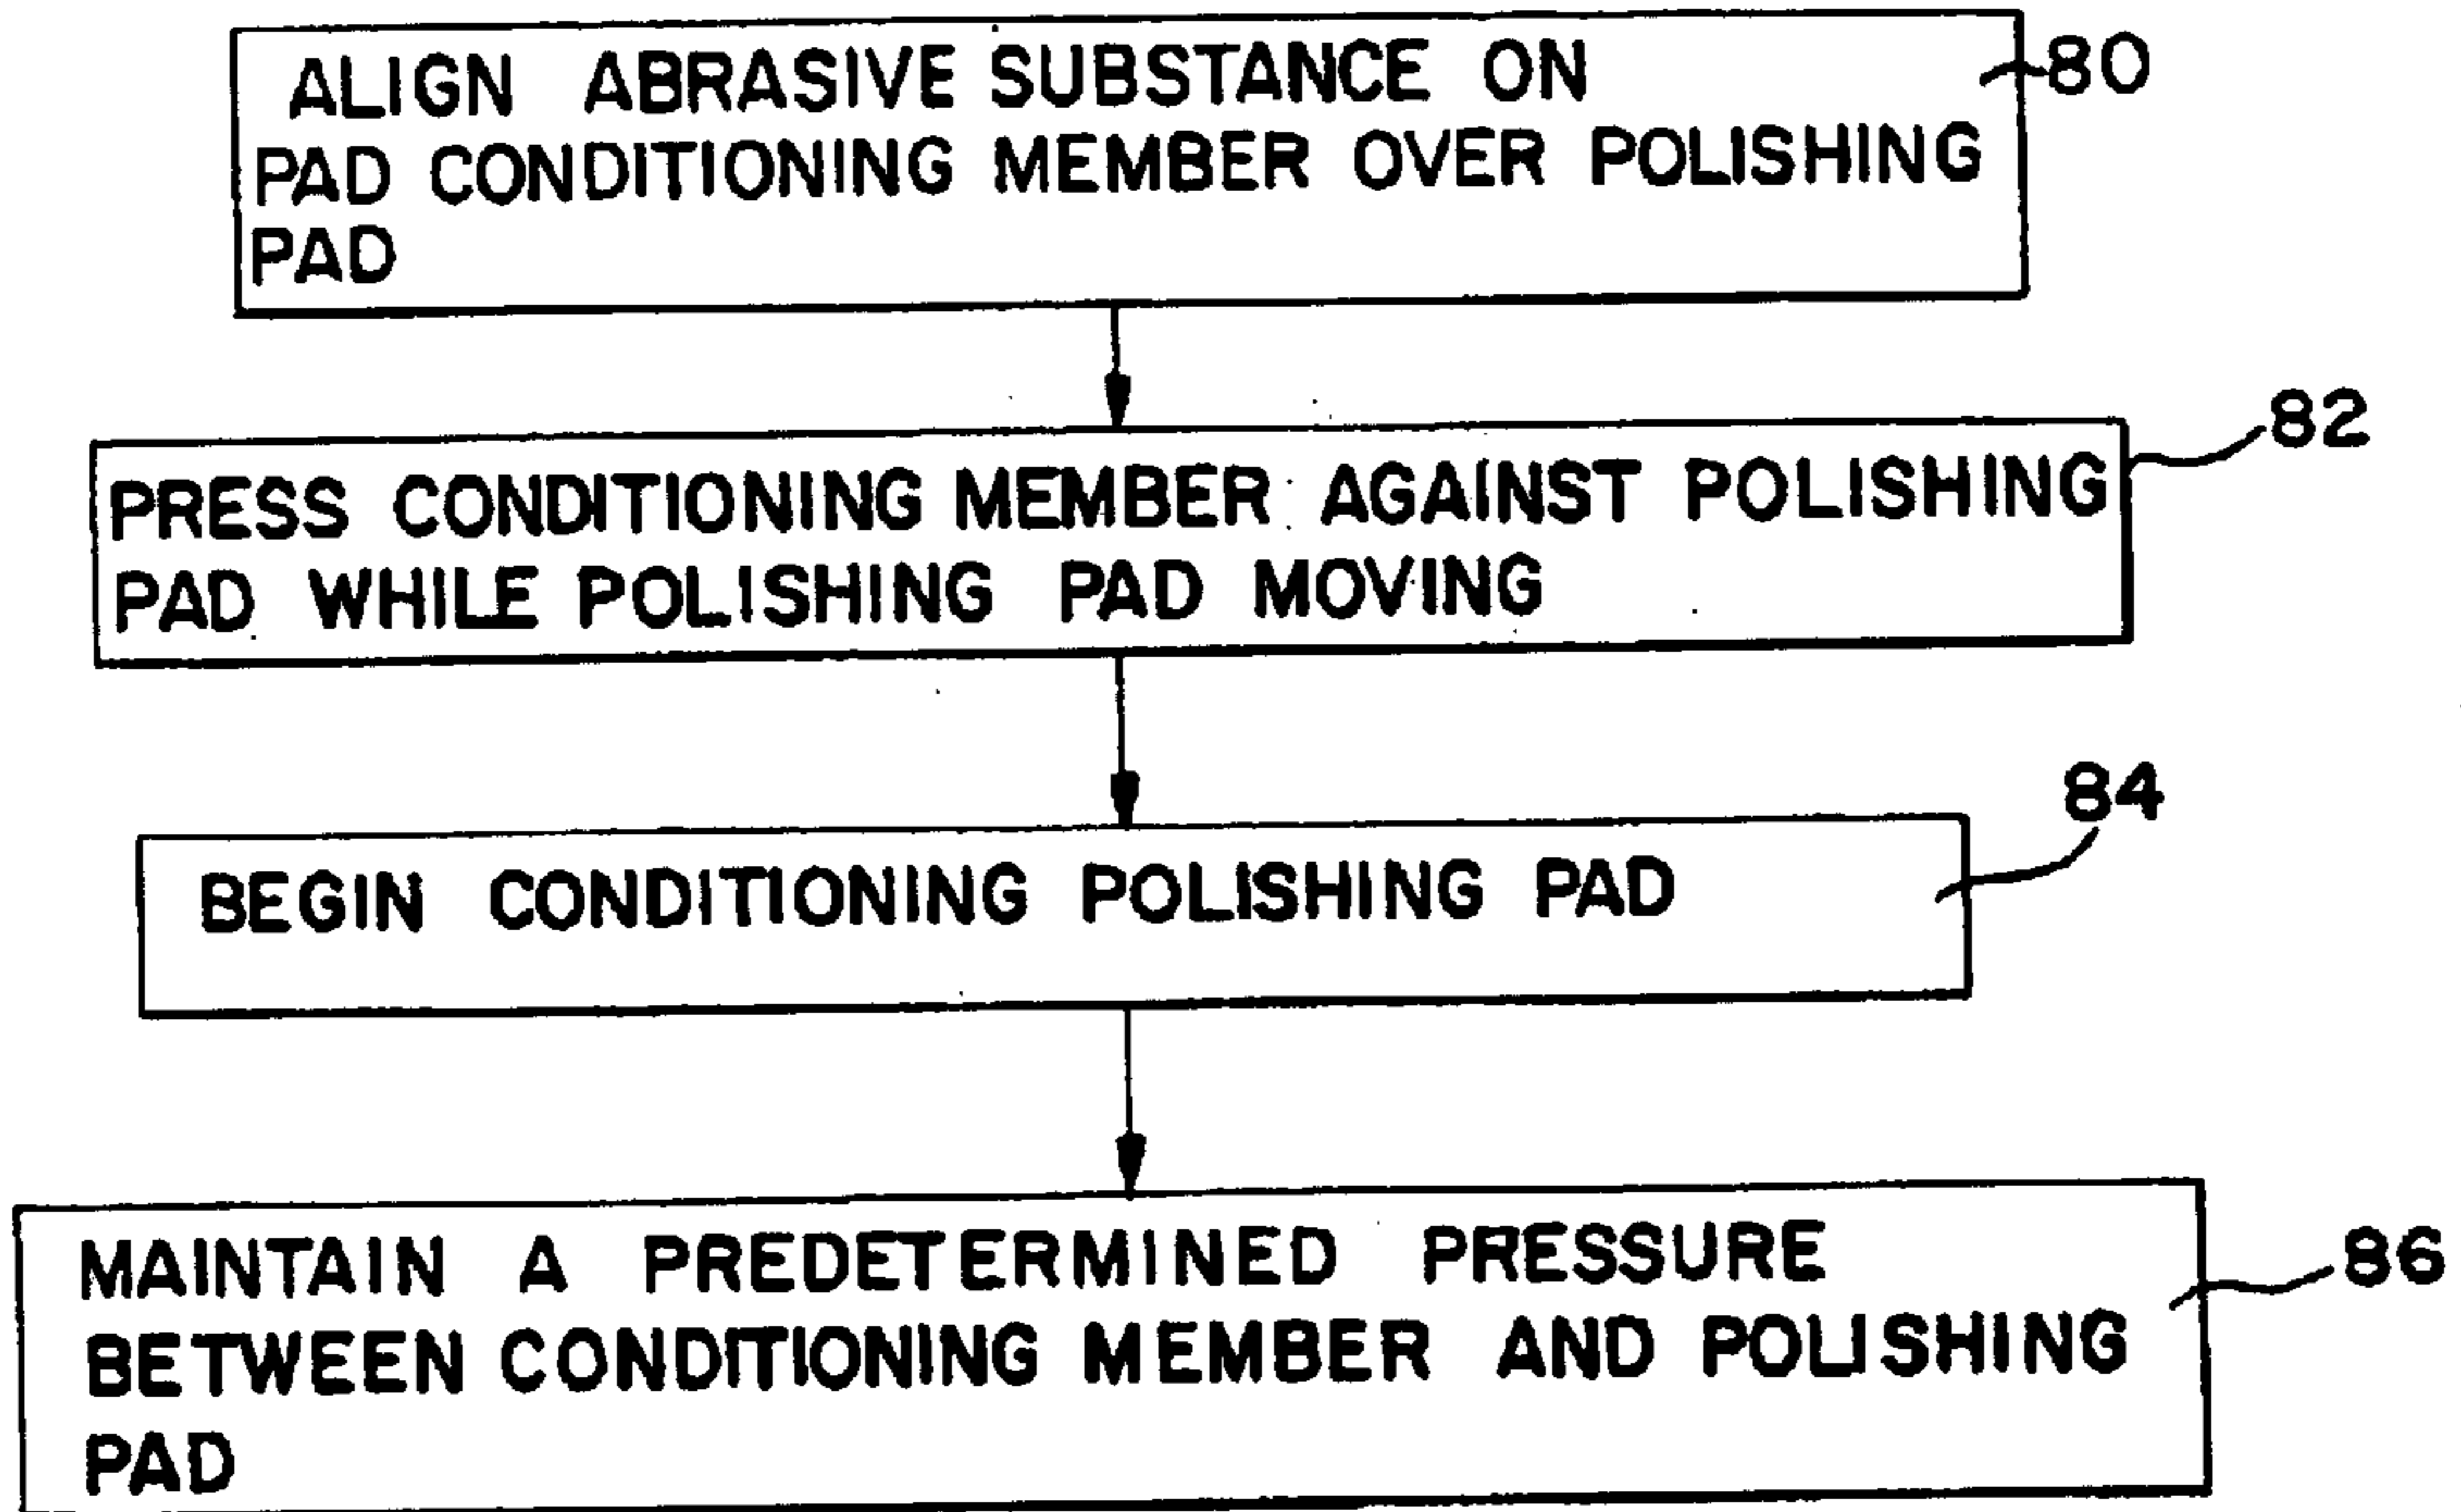 ALIGN ABRASIVE SUBSTANCE ON
PAD CONDITIONING MEMBER OVER POLISHING
PAD
80
PRESS CONDITIONING MEMBER AGAINST POLISHING
PAD WHILE POLISHING PAD MOVING
82
BEGIN CONDITIONING POLISHING PAD
84
MAINTAIN A PREDETERMINED PRESSURE
BETWEEN CONDITIONING MEMBER AND POLISHING
PAD
86